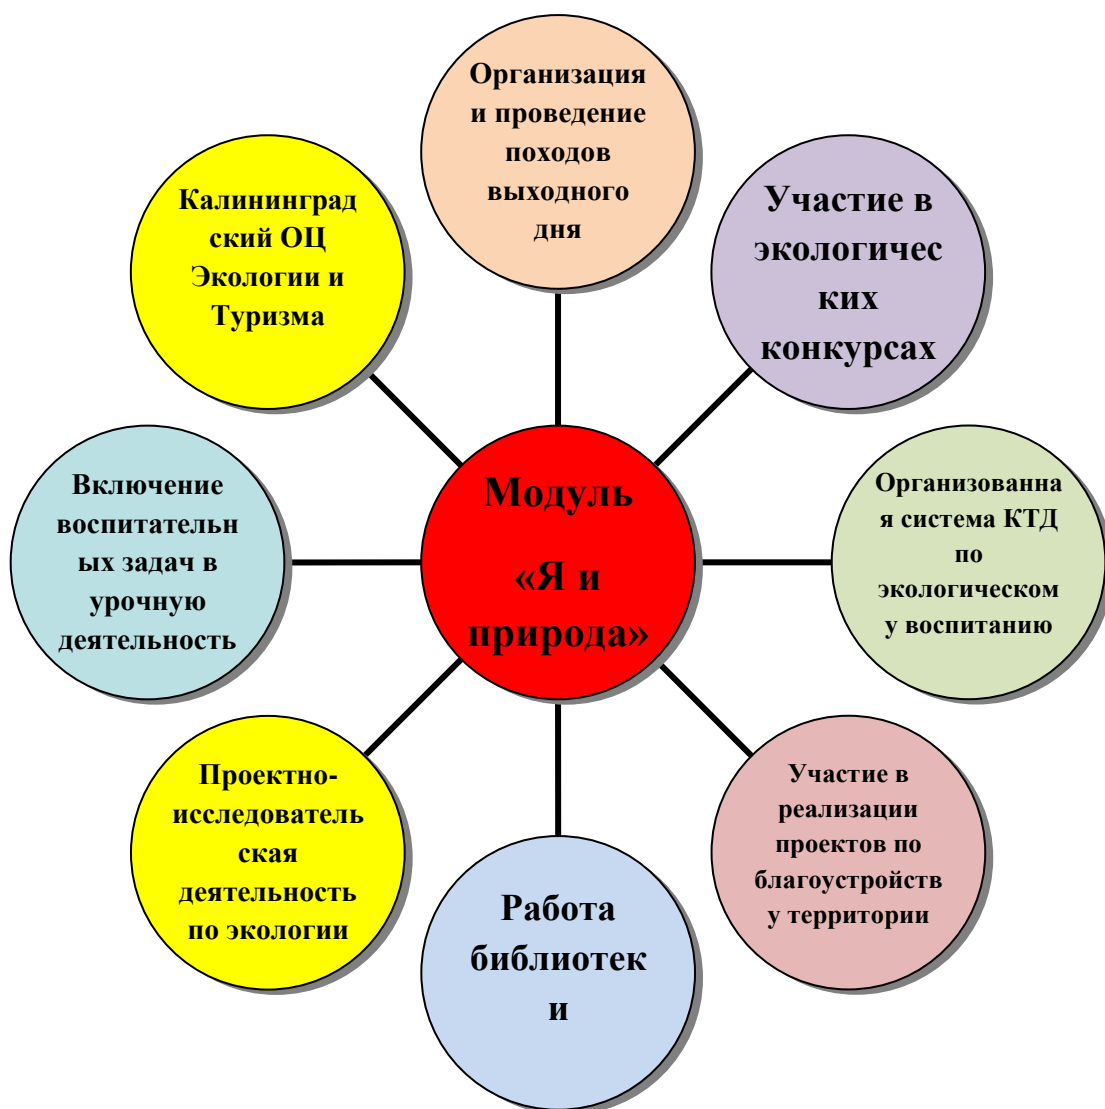 Организация
и проведение
походов
выходного
дня
Участие в
экологичес
ких
конкурсах
Организованна
я система КТД
по
экологическом
у воспитанию
Участие в
реализации
проектов по
благоустройств
у территории
Работа
библиотек
и
Проектно-
исследователь
ская
деятельность
по экологии
Включение
воспитательн
ых задач в
урочную
деятельность
Калининград
ский ОЦ
Экологии и
Туризма
Модуль
«Я и
природа»